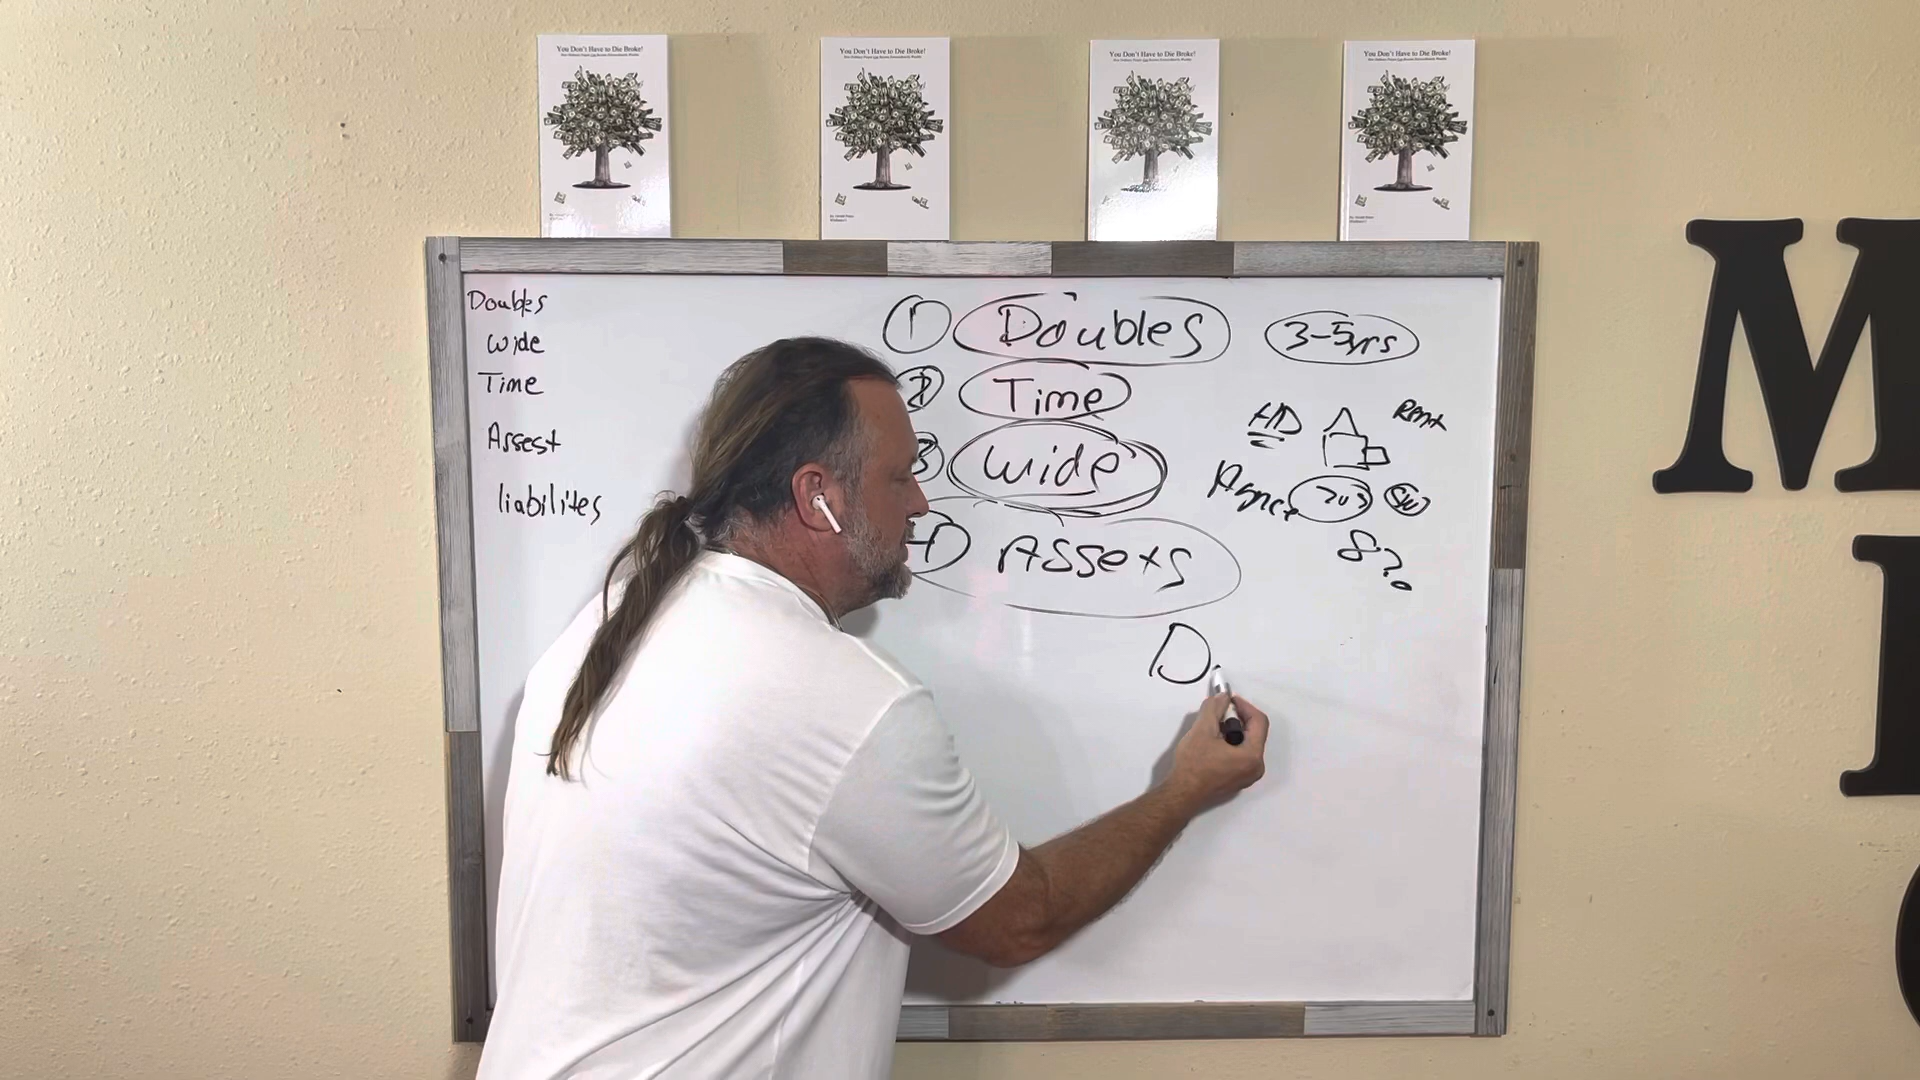 You Don't Have to Die Broke!
You Don't Have to Die Broke!
You Don't Have to Die Broke!
You Don't Have to Die Broke!
Doubles
Wide
Time
Assest
liabilites
1 Doubles 3-5yrs
2 Time
HD Rent
3 Wide
203
Assets
8?
D
M